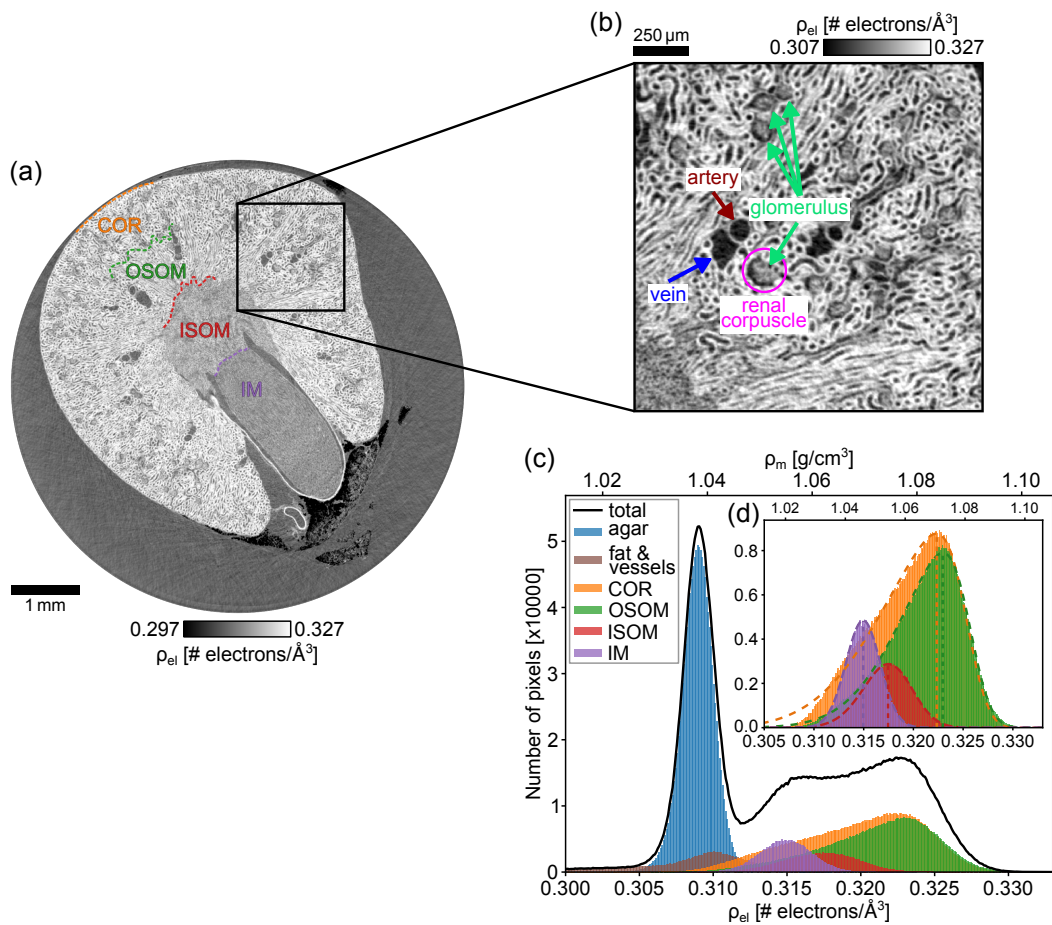 (a)
COR
OSOM
ISOM
IM
1 mm
0.297 0.327
ρel [# electrons/Å³]
(b)
250 µm
ρel [# electrons/Å³]
0.307 0.327
artery
glomerulus
vein
renal
corpuscle
(c)
ρm [g/cm³]
1.02 1.04 1.06 1.08 1.10
total
agar
fat &
vessels
COR
OSOM
ISOM
IM
Number of pixels [x10000]
5
4
3
2
1
0
0.300 0.305 0.310 0.315 0.320 0.325 0.330
ρel [# electrons/Å³]
(d)
1.02 1.04 1.06 1.08 1.10
0.8
0.6
0.4
0.2
0.0
0.305 0.310 0.315 0.320 0.325 0.330